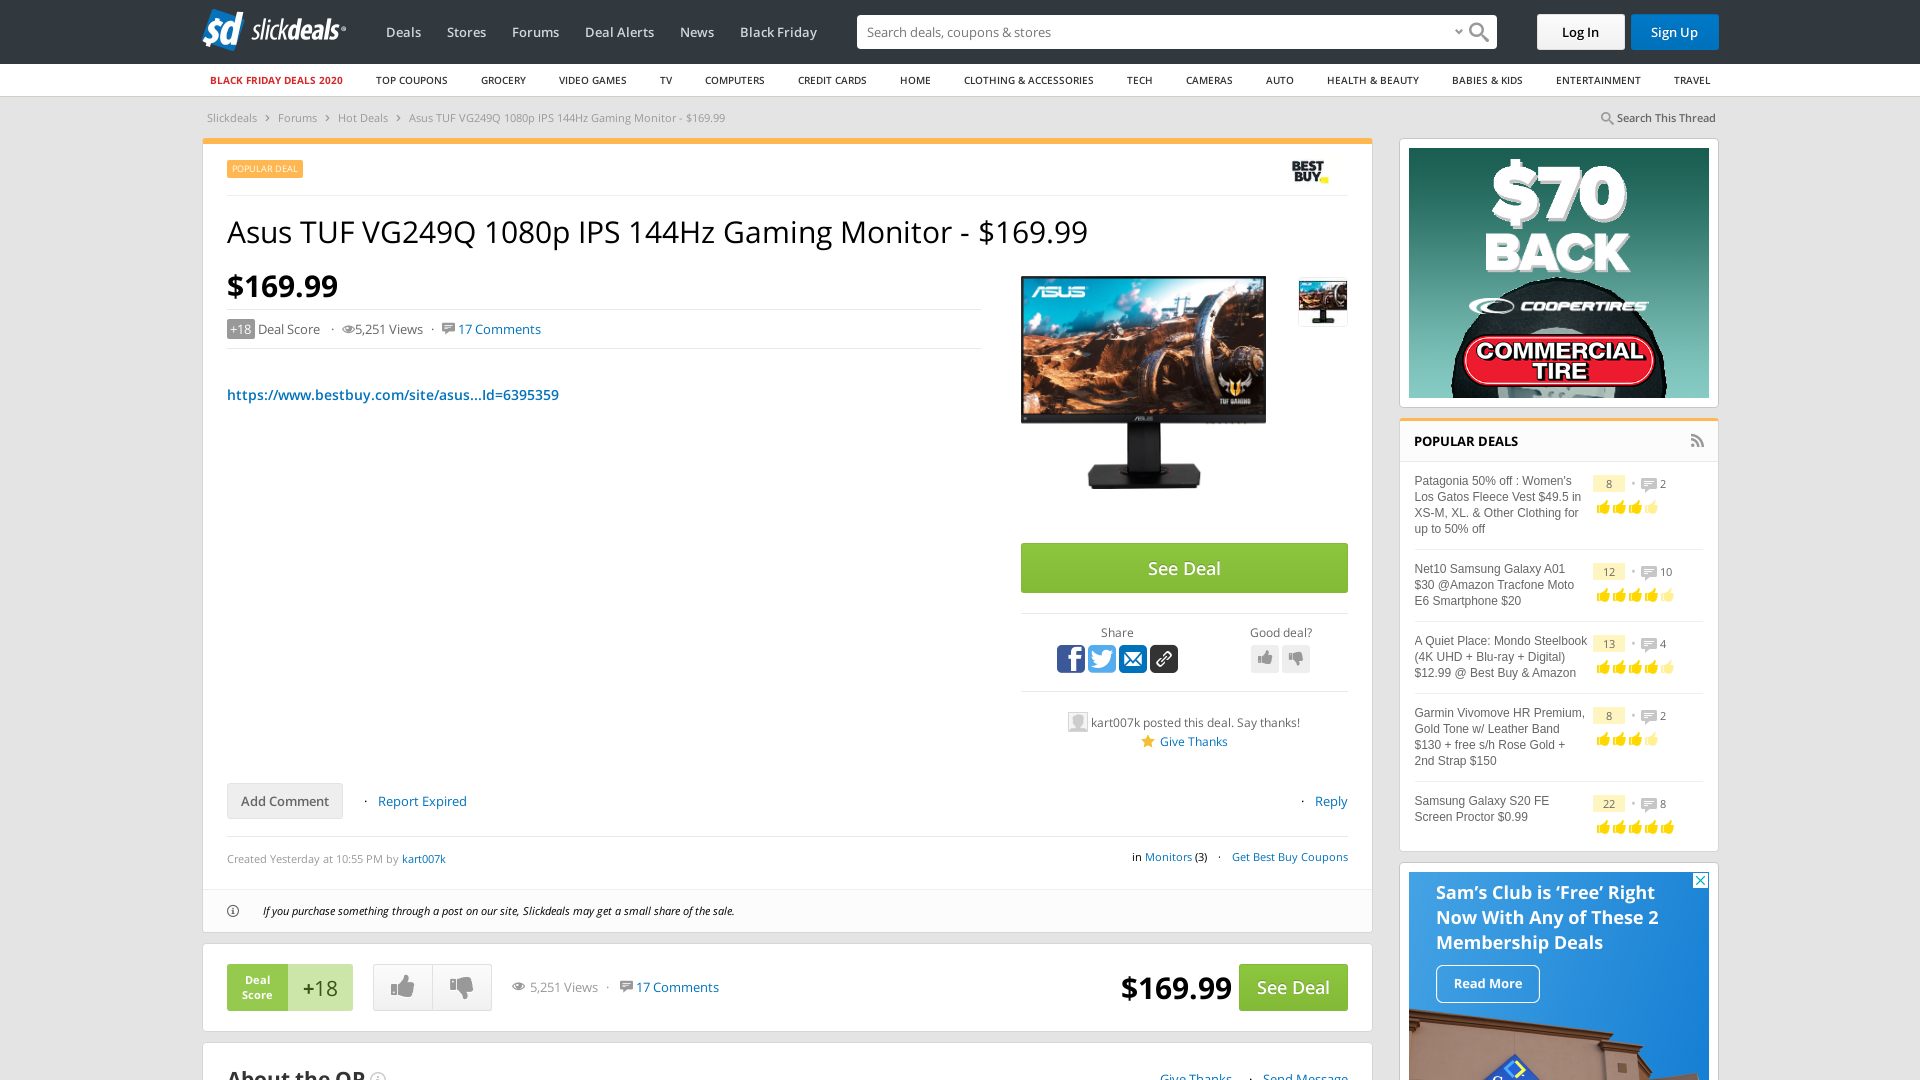 sd slickdeals
Deals Stores Forums Deal Alerts News Black Friday
Search deals, coupons & stores
Log In
Sign Up
BLACK FRIDAY DEALS 2020 TOP COUPONS GROCERY VIDEO GAMES TV COMPUTERS CREDIT CARDS HOME CLOTHING & ACCESSORIES TECH CAMERAS AUTO HEALTH & BEAUTY BABIES & KIDS ENTERTAINMENT TRAVEL
Slickdeals > Forums > Hot Deals > Asus TUF VG249Q 1080p IPS 144Hz Gaming Monitor - $169.99
Search This Thread
POPULAR DEAL
BEST
BUY
Asus TUF VG249Q 1080p IPS 144Hz Gaming Monitor - $169.99
$169.99
+18 Deal Score · 5,251 Views · 17 Comments
https://www.bestbuy.com/site/asus...Id=6395359
ASUS
TUF GAMING
See Deal
Share
Good deal?
kart007k posted this deal. Say thanks!
Give Thanks
Add Comment · Report Expired
· Reply
Created Yesterday at 10:55 PM by kart007k
in Monitors (3) · Get Best Buy Coupons
If you purchase something through a post on our site, Slickdeals may get a small share of the sale.
Deal
Score
+18
5,251 Views · 17 Comments
$169.99
See Deal
About the OP
Give Thanks · Send Message
$70
BACK
COOPERTIRES
COMMERCIAL
TIRE
POPULAR DEALS
Patagonia 50% off : Women's
Los Gatos Fleece Vest $49.5 in
XS-M, XL. & Other Clothing for
up to 50% off
8 · 2
Net10 Samsung Galaxy A01
$30 @Amazon Tracfone Moto
E6 Smartphone $20
12 · 10
A Quiet Place: Mondo Steelbook
(4K UHD + Blu-ray + Digital)
$12.99 @ Best Buy & Amazon
13 · 4
Garmin Vivomove HR Premium,
Gold Tone w/ Leather Band
$130 + free s/h Rose Gold +
2nd Strap $150
8 · 2
Samsung Galaxy S20 FE
Screen Proctor $0.99
22 · 8
Sam's Club is 'Free' Right
Now With Any of These 2
Membership Deals
Read More